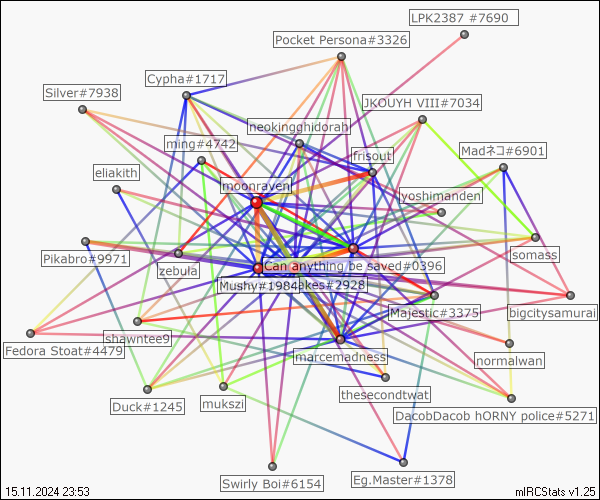 LPK2387 #7690
Pocket Persona#3326
Cypha#1717
Silver#7938
JKOUYH VIII#7034
neokingghidorah
ming#4742
frisout
Madネコ#6901
eliakith
moonraven
yoshimanden
somass
Pikabro#9971
zebula
Can anything be saved#0396
Mushy#1984
akes#2928
Majestic#3375
bigcitysamurai
shawntee9
Fedora Stoat#4479
marcemadness
normalwan
thesecondtwat
Duck#1245
mukszi
DacobDacob hORNY police#5271
Swirly Boi#6154
Eg.Master#1378
15.11.2024 23:53
mIRCStats v1.25